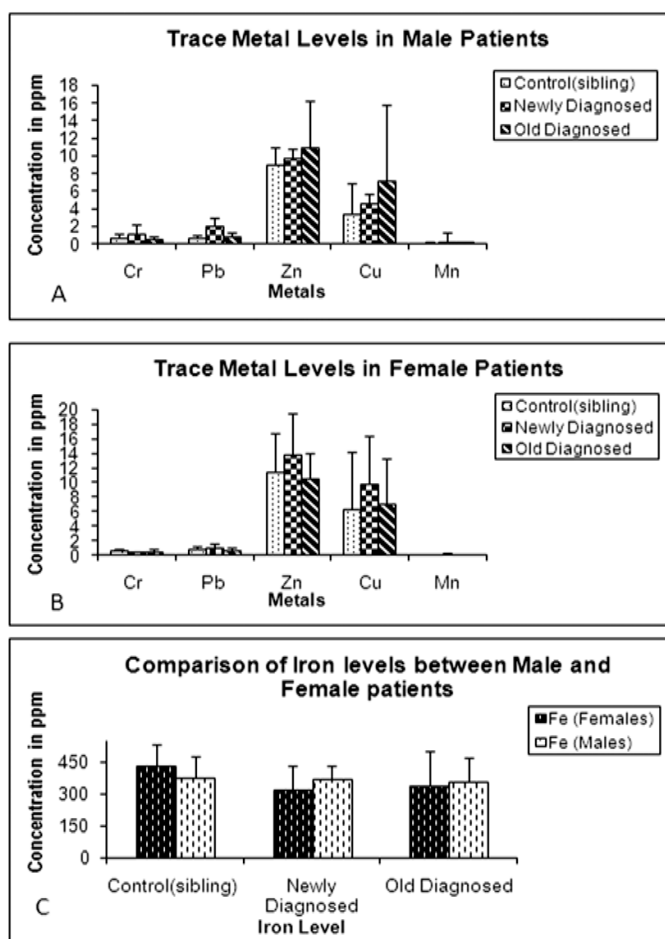 Trace Metal Levels in Male Patients
Concentration in ppm
18
16
14
12
10
8
6
4
2
0
Cr Pb Zn Cu Mn
Metals
Control(sibling)
Newly Diagnosed
Old Diagnosed
A
Trace Metal Levels in Female Patients
Concentration in ppm
20
18
16
14
12
10
8
6
4
2
0
Cr Pb Zn Cu Mn
Metals
Control(sibling)
Newly Diagnosed
Old Diagnosed
B
Comparison of Iron levels between Male and
Female patients
Concentration in ppm
450
300
150
0
Control(sibling) Newly Old Diagnosed
Diagnosed
Iron Level
Fe (Females)
Fe (Males)
C